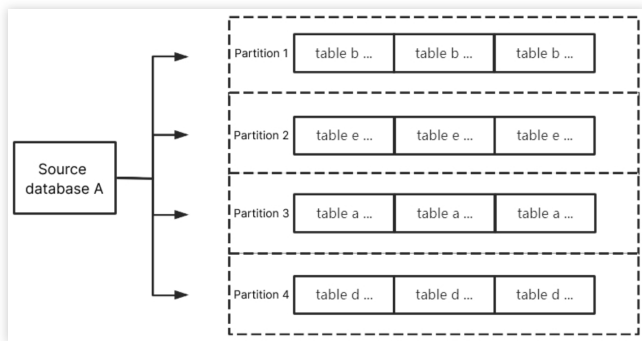 Source
database A
Partition 1 table b ... table b ... table b ...
Partition 2 table e ... table e ... table e ...
Partition 3 table a ... table a ... table a ...
Partition 4 table d ... table d ... table d ...